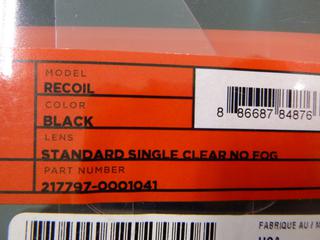 MODEL
RECOIL
COLOR
BLACK
LENS
STANDARD SINGLE CLEAR NO FOG
PART NUMBER
217797-0001041
8 86687 84876
FABRIQUE AU